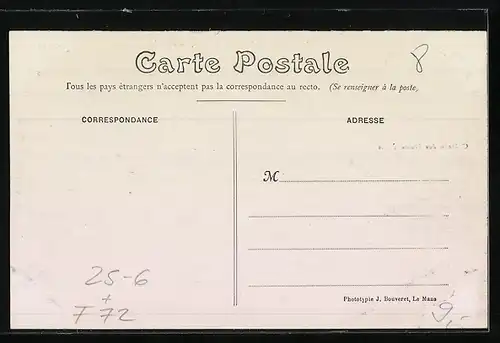 8
Carte Postale
Tous les pays étrangers n'acceptent pas la correspondance au recto. (Se renseigner à la poste,
CORRESPONDANCE
ADRESSE
M
25-6
+
F 72
Phototypie J. Bouveret, Le Mans
9,-